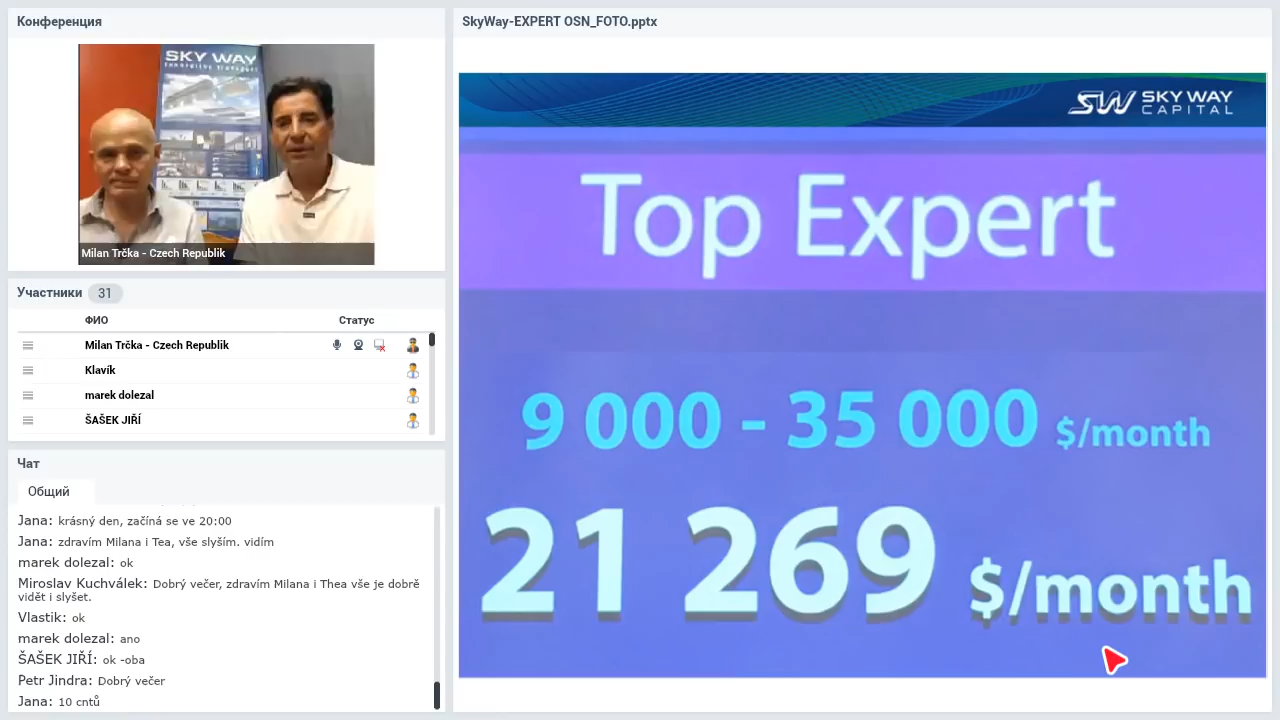 Конференция
SKY WAY
Milan Trčka - Czech Republik
Участники 31
ФИО Статус
Milan Trčka - Czech Republik
Klavík
marek dolezal
ŠAŠEK JIŘÍ
Чат
Общий
Jana: krásný den, začíná se ve 20:00
Jana: zdravím Milana i Tea, vše slyším. vidím
marek dolezal: ok
Miroslav Kuchválek: Dobrý večer, zdravím Milana i Thea vše je dobrě
vidět i slyšet.
Vlastik: ok
marek dolezal: ano
ŠAŠEK JIŘÍ: ok -oba
Petr Jindra: Dobrý večer
Jana: 10 cntů
SkyWay-EXPERT OSN_FOTO.pptx
SW SKY WAY
CAPITAL
Top Expert
9 000 - 35 000 $/month
21 269 $/month